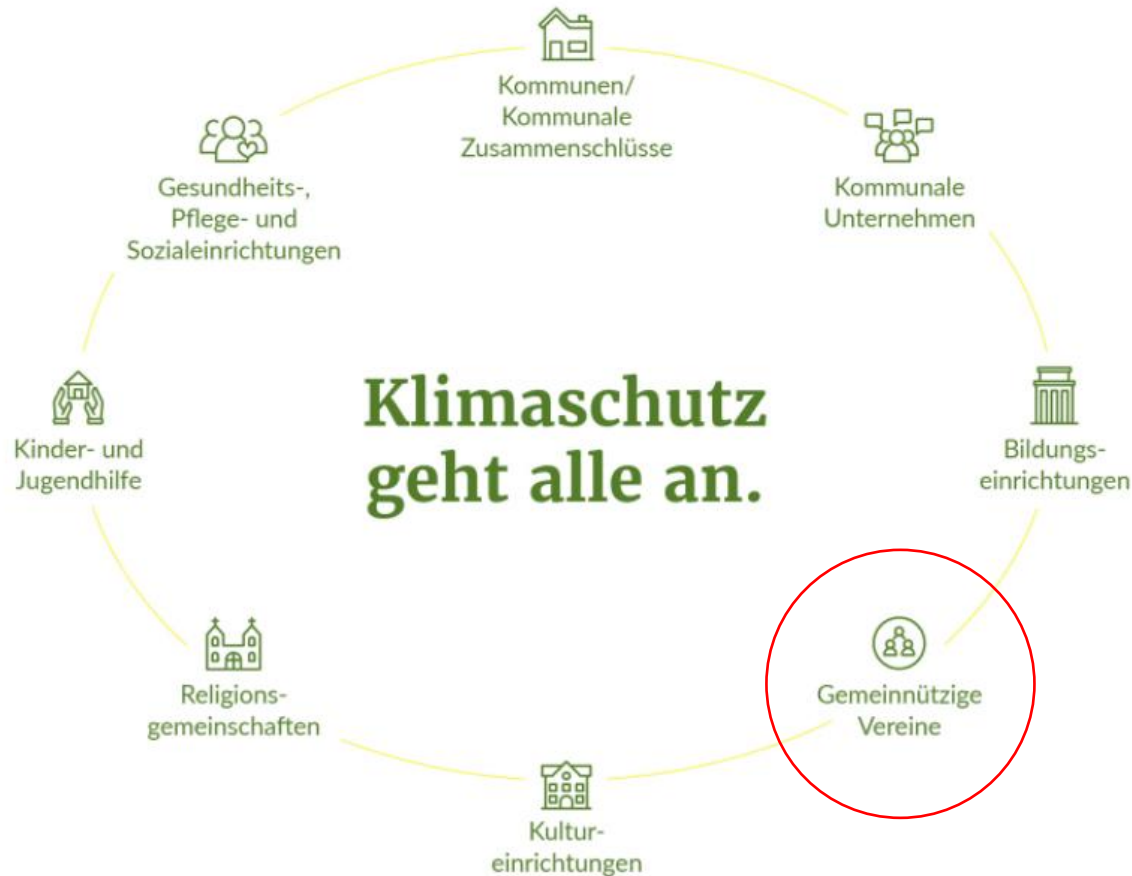 Kommunen/
Kommunale
Zusammenschlüsse
Kommunale
Unternehmen
Bildungs-
einrichtungen
Gemeinnützige
Vereine
Kultur-
einrichtungen
Religions-
gemeinschaften
Kinder- und
Jugendhilfe
Gesundheits-,
Pflege- und
Sozialeinrichtungen
Klimaschutz
geht alle an.